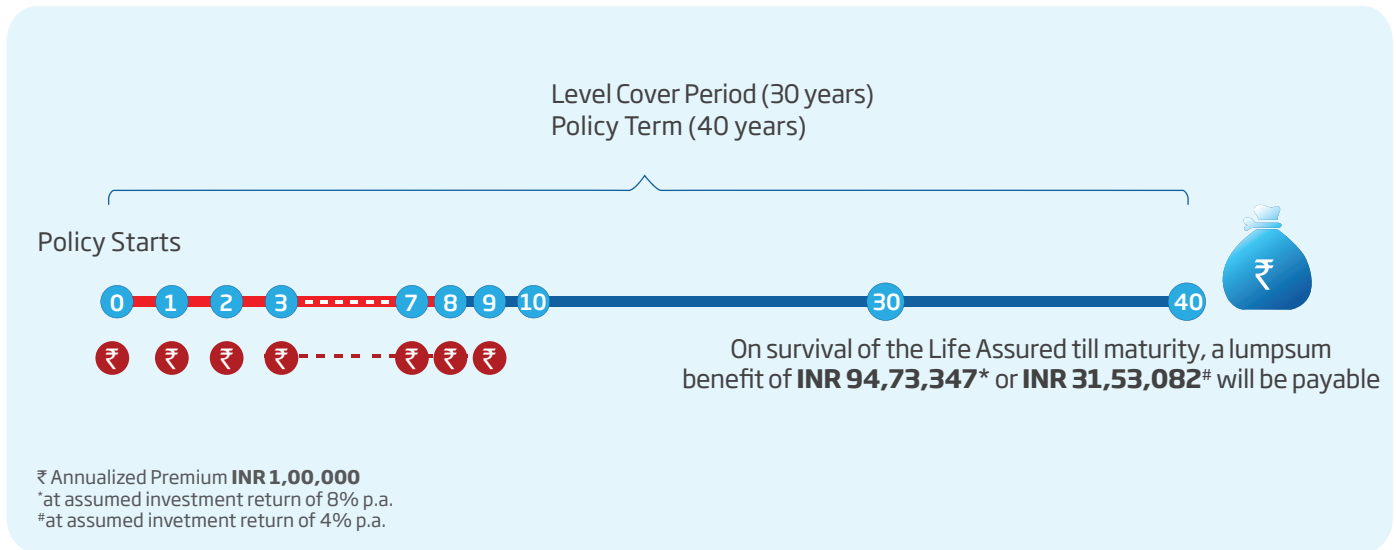 Level Cover Period (30 years)
Policy Term (40 years)
Policy Starts
₹
0 1 2 3 7 8 9 10 30 40
₹ ₹ ₹ ₹ ₹ ₹ ₹
On survival of the Life Assured till maturity, a lumpsum
benefit of INR 94,73,347* or INR 31,53,082# will be payable
₹ Annualized Premium INR 1,00,000
*at assumed investment return of 8% p.a.
#at assumed invetment return of 4% p.a.